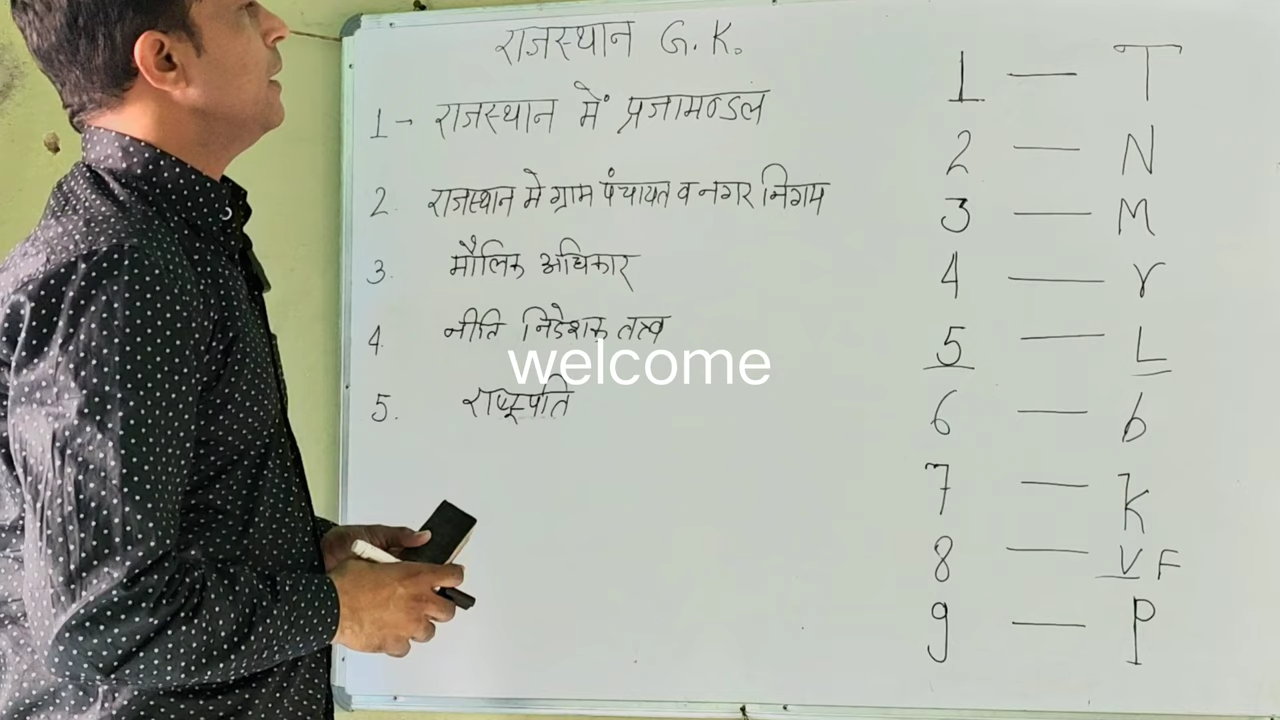 राजस्थान G.K.
1- राजस्थान में प्रजामण्डल
2. राजस्थान मे ग्राम पंचायत व नगर निगम
3. मौलिक अधिकार
4. नीति निदेशक तत्व
5. राष्ट्रपति
welcome
1 — T
2 — N
3 — M
4 — r
5 — L
6 — b
7 — K
8 — V F
9 — P